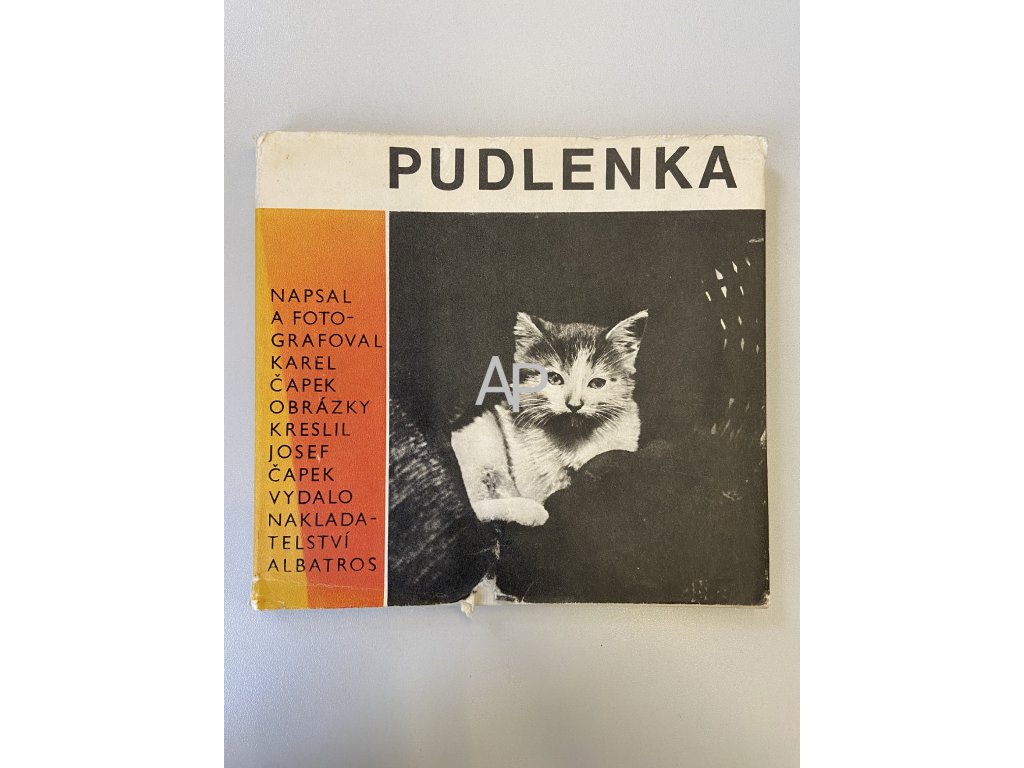 PUDLENKA
NAPSAL
A FOTO-
GRAFOVAL
KAREL
ČAPEK
OBRÁZKY
KRESLIL
JOSEF
ČAPEK
VYDALO
NAKLADA-
TELSTVÍ
ALBATROS
AP